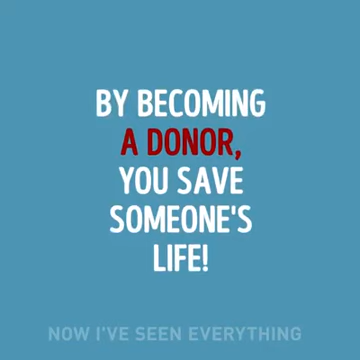 BY BECOMING
A DONOR,
YOU SAVE
SOMEONE'S
LIFE!
NOW I'VE SEEN EVERYTHING